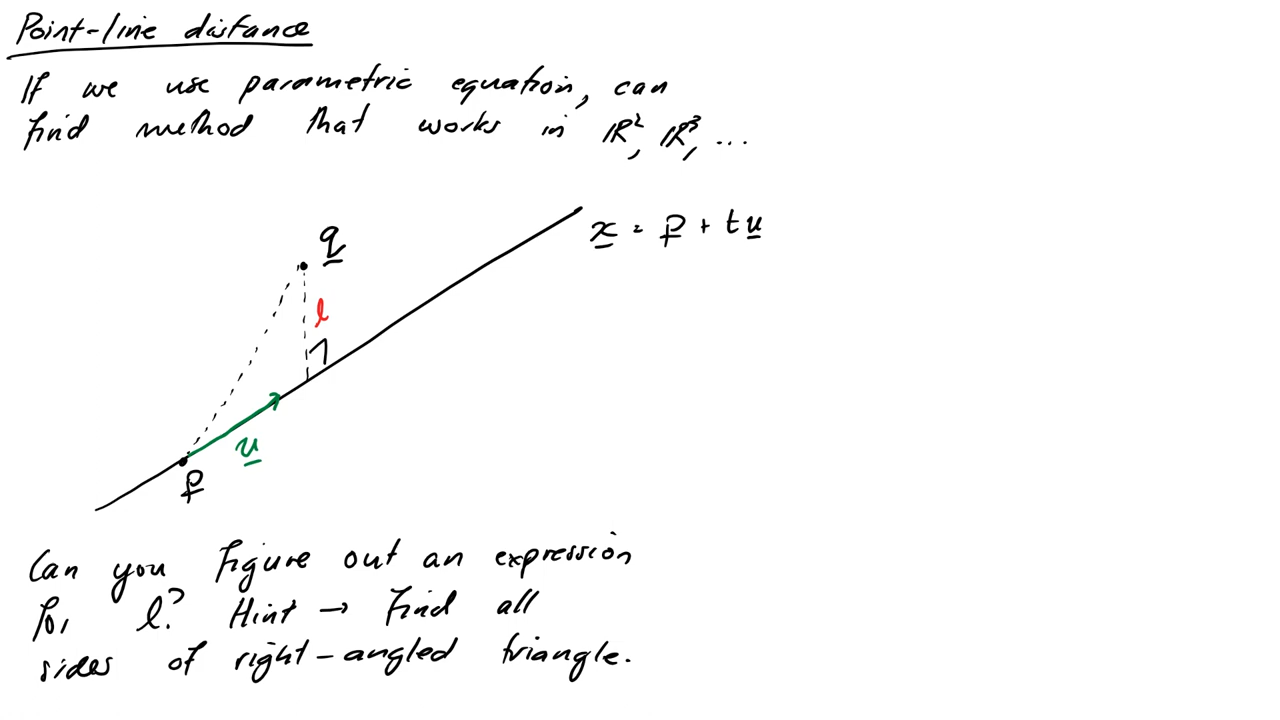 Point-line distance
If we use parametric equation, can
find method that works in ℝ², ℝ³, ...
x = p + tu
q
l
u
p
Can you figure out an expression
for l? Hint → Find all
sides of right-angled triangle.